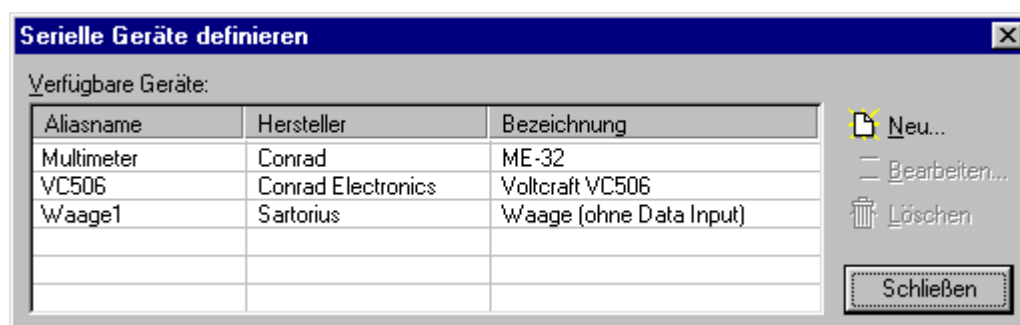 Serielle Geräte definieren
Verfügbare Geräte:
Aliasname Hersteller Bezeichnung
Multimeter Conrad ME-32
VC506 Conrad Electronics Voltcraft VC506
Waage1 Sartorius Waage (ohne Data Input)
Neu...
Bearbeiten...
Löschen
Schließen